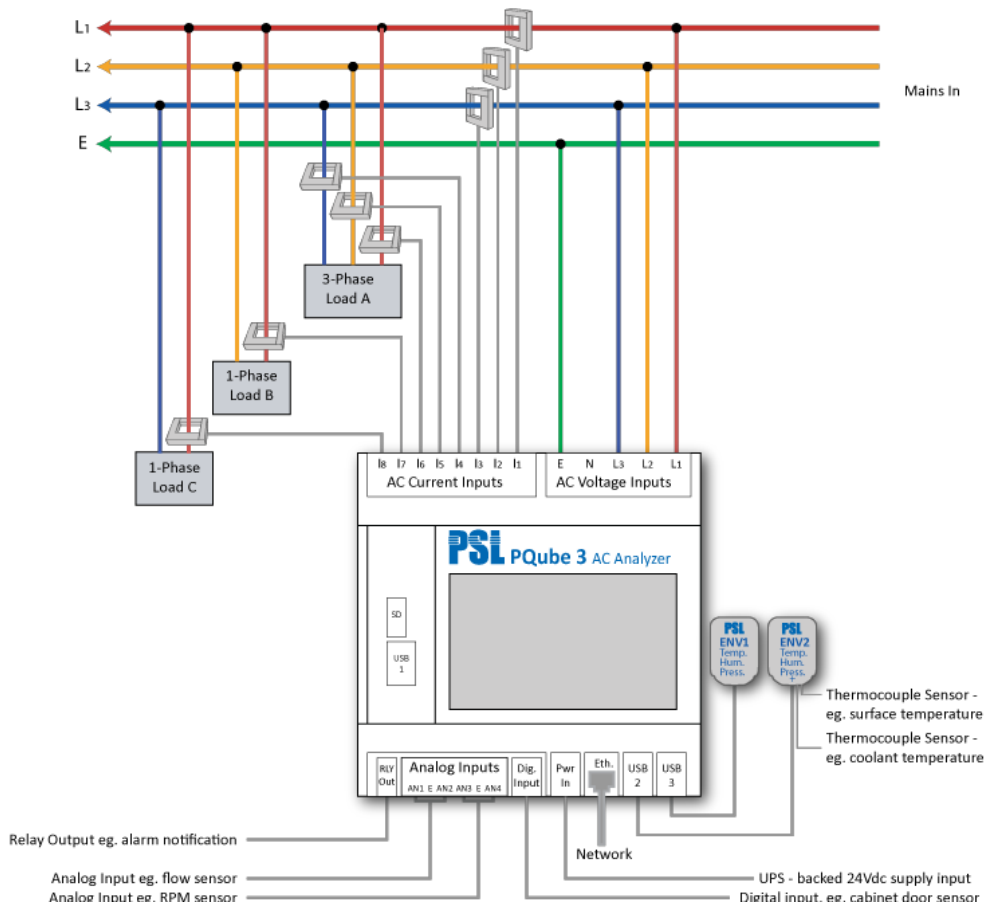 L1
L2
L3
E
Mains In
3-Phase
Load A
1-Phase
Load B
1-Phase
Load C
I8 I7 I6 I5 I4 I3 I2 I1
AC Current Inputs
E N L3 L2 L1
AC Voltage Inputs
PSL PQube 3 AC Analyzer
SD
USB
1
PSL
ENV1
Temp.
Hum.
Press.
PSL
ENV2
Temp.
Hum.
Press.
+
Thermocouple Sensor -
eg. surface temperature
Thermocouple Sensor -
eg. coolant temperature
RLY
Out
Analog Inputs
AN1 E AN2 AN3 E AN4
Dig.
Input
Pwr
In
Eth.
USB
2
USB
3
Relay Output eg. alarm notification
Network
Analog Input eg. flow sensor
UPS - backed 24Vdc supply input
Analog Input eg. RPM sensor
Digital input, eg. cabinet door sensor